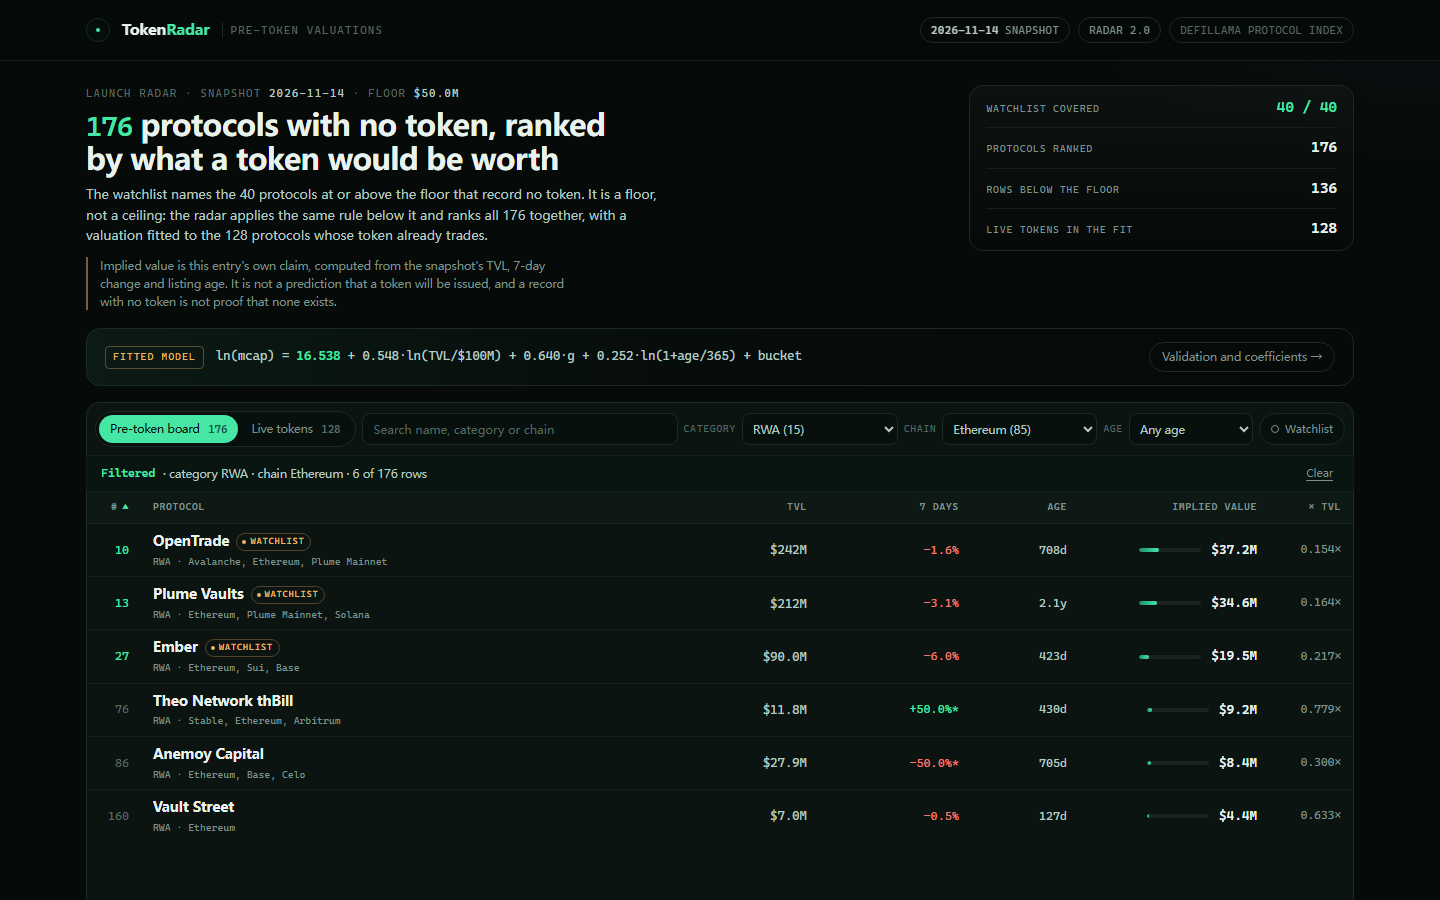 TokenRadar | PRE-TOKEN VALUATIONS
2026-11-14 SNAPSHOT
RADAR 2.0
DEFILLAMA PROTOCOL INDEX
LAUNCH RADAR · SNAPSHOT 2026-11-14 · FLOOR $50.0M
176 protocols with no token, ranked
by what a token would be worth
The watchlist names the 40 protocols at or above the floor that record no token. It is a floor,
not a ceiling: the radar applies the same rule below it and ranks all 176 together, with a
valuation fitted to the 128 protocols whose token already trades.
Implied value is this entry's own claim, computed from the snapshot's TVL, 7-day
change and listing age. It is not a prediction that a token will be issued, and a record
with no token is not proof that none exists.
WATCHLIST COVERED 40 / 40
PROTOCOLS RANKED 176
ROWS BELOW THE FLOOR 136
LIVE TOKENS IN THE FIT 128
FITTED MODEL ln(mcap) = 16.538 + 0.548·ln(TVL/$100M) + 0.640·g + 0.252·ln(1+age/365) + bucket
Validation and coefficients →
Pre-token board 176 Live tokens 128 Search name, category or chain CATEGORY RWA (15) CHAIN Ethereum (85) AGE Any age Watchlist
Filtered · category RWA · chain Ethereum · 6 of 176 rows Clear
# ▲ PROTOCOL TVL 7 DAYS AGE IMPLIED VALUE × TVL
10 OpenTrade WATCHLIST $242M −1.6% 708d $37.2M 0.154×
RWA · Avalanche, Ethereum, Plume Mainnet
13 Plume Vaults WATCHLIST $212M −3.1% 2.1y $34.6M 0.164×
RWA · Ethereum, Plume Mainnet, Solana
27 Ember WATCHLIST $90.0M −6.0% 423d $19.5M 0.217×
RWA · Ethereum, Sui, Base
76 Theo Network thBill $11.8M +50.0%* 430d $9.2M 0.779×
RWA · Stable, Ethereum, Arbitrum
86 Anemoy Capital $27.9M −50.0%* 705d $8.4M 0.300×
RWA · Ethereum, Base, Celo
160 Vault Street $7.0M −0.5% 127d $4.4M 0.633×
RWA · Ethereum